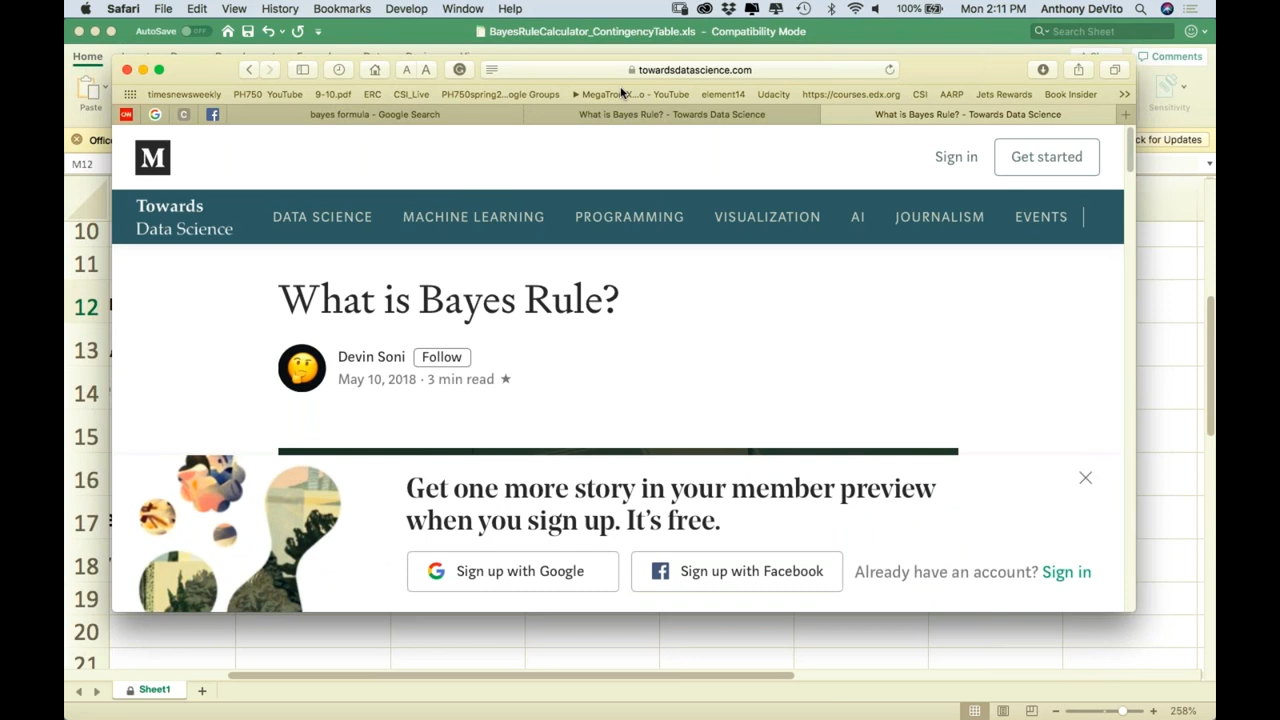 Safari File Edit View History Bookmarks Develop Window Help 100% Mon 2:11 PM Anthony DeVito
AutoSave OFF BayesRuleCalculator_ContingencyTable.xls - Compatibility Mode Search Sheet
Home Comments
towardsdatascience.com
Paste Sensitivity
timesnewsweekly PH750 YouTube 9-10.pdf ERC CSI_Live PH750spring2...ogle Groups - YouTube element14 Udacity https://courses.edx.org CSI AARP Jets Rewards Book Insider
bayes formula - Google Search What is Bayes Rule? - Towards Data Science What is Bayes Rule? - Towards Data Science
Offic ck for Updates
M12
M Sign in Get started
Towards
Data Science DATA SCIENCE MACHINE LEARNING PROGRAMMING VISUALIZATION AI JOURNALISM EVENTS
10
11
What is Bayes Rule?
12
13
Devin Soni Follow
May 10, 2018 · 3 min read ★
14
15
16
Get one more story in your member preview
when you sign up. It's free.
17
18
Sign up with Google Sign up with Facebook Already have an account? Sign in
19
20
21
Sheet1
258%